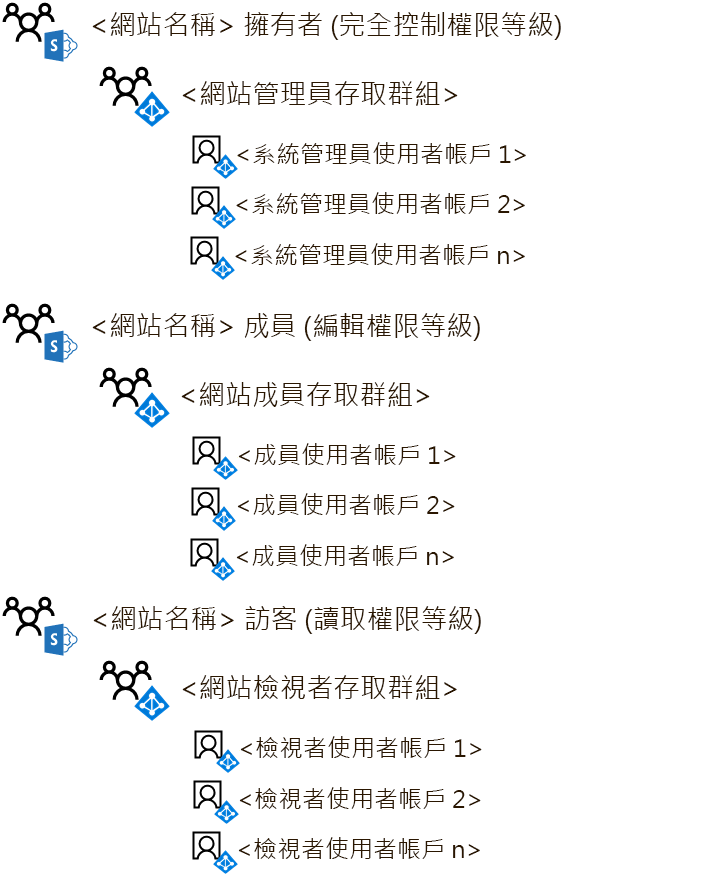 <網站名稱> 擁有者 (完全控制權限等級)
<網站管理員存取群組>
<系統管理員使用者帳戶 1>
<系統管理員使用者帳戶 2>
<系統管理員使用者帳戶 n>
<網站名稱> 成員 (編輯權限等級)
<網站成員存取群組>
<成員使用者帳戶 1>
<成員使用者帳戶 2>
<成員使用者帳戶 n>
<網站名稱> 訪客 (讀取權限等級)
<網站檢視者存取群組>
<檢視者使用者帳戶 1>
<檢視者使用者帳戶 2>
<檢視者使用者帳戶 n>